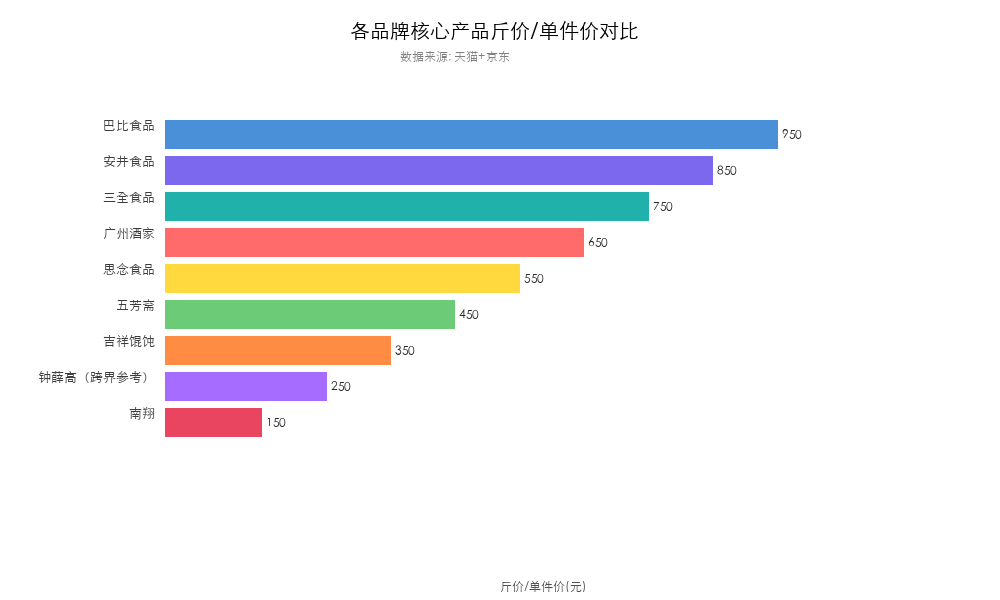 各品牌核心产品斤价/单件价对比
数据来源: 天猫+京东
巴比食品 950
安井食品 850
三全食品 750
广州酒家 650
思念食品 550
五芳斋 450
吉祥馄饨 350
钟薛高（跨界参考） 250
南翔 150
斤价/单件价(元)